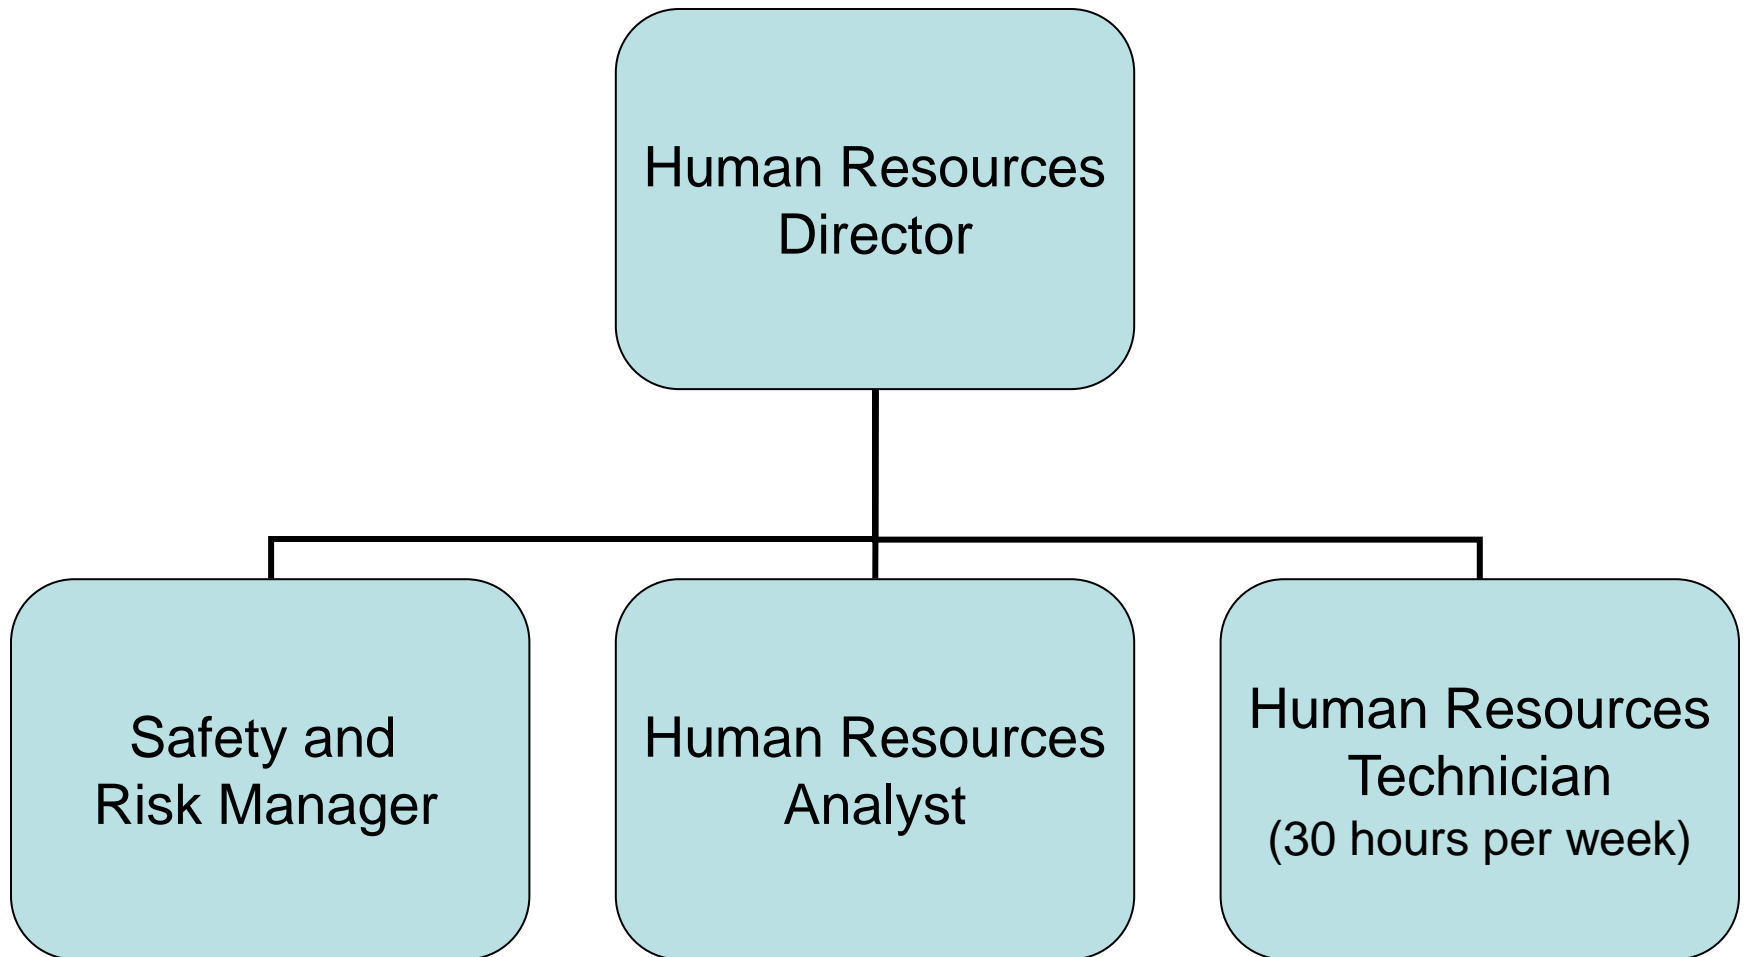 Human Resources
Director
Safety and
Risk Manager
Human Resources
Analyst
Human Resources
Technician
(30 hours per week)